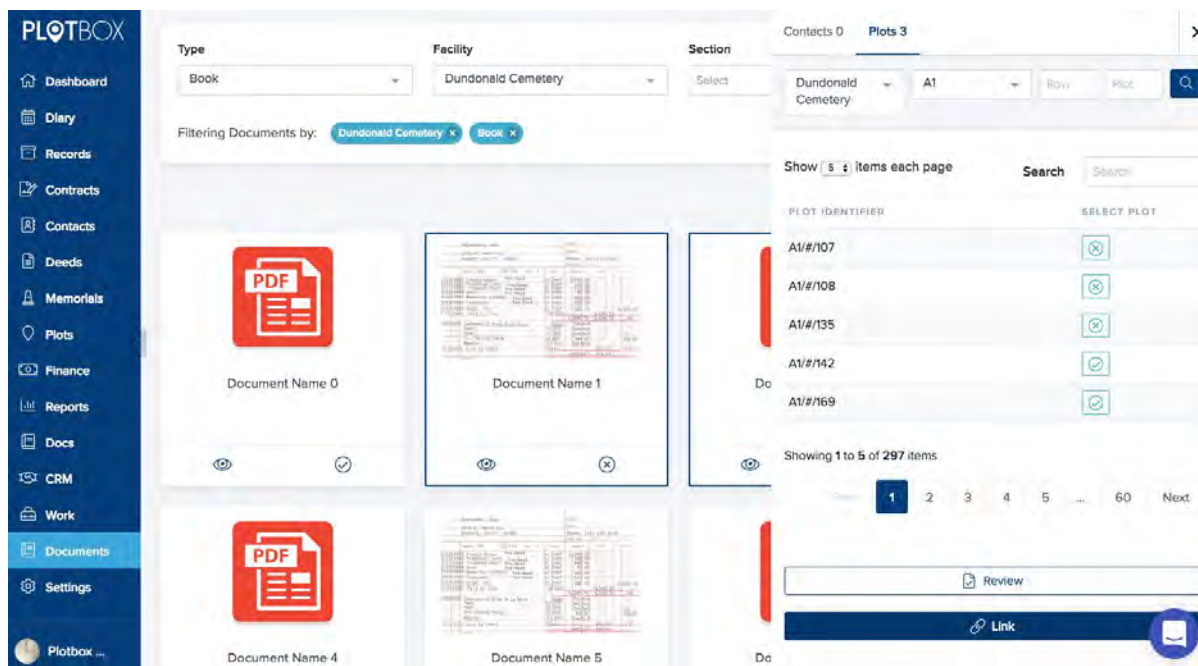 PLOTBOX
Dashboard
Diary
Records
Contracts
Contacts
Deeds
Memorials
Plots
Finance
Reports
Docs
CRM
Work
Documents
Settings
Plotbox ...
Type
Facility
Section
Book
Dundonald Cemetery
Select
Filtering Documents by:
Dundonald Cemetery ×
Book ×
PDF
Document Name 0
Document Name 1
Do
PDF
Document Name 4
Document Name 5
Do
Contacts 0
Plots 3
Dundonald
Cemetery
A1
Row
Plot
Show 5 items each page
Search
Search
PLOT IDENTIFIER
SELECT PLOT
A1/#/107
A1/#/108
A1/#/135
A1/#/142
A1/#/169
Showing 1 to 5 of 297 items
1 2 3 4 5 ... 60 Next
Review
Link